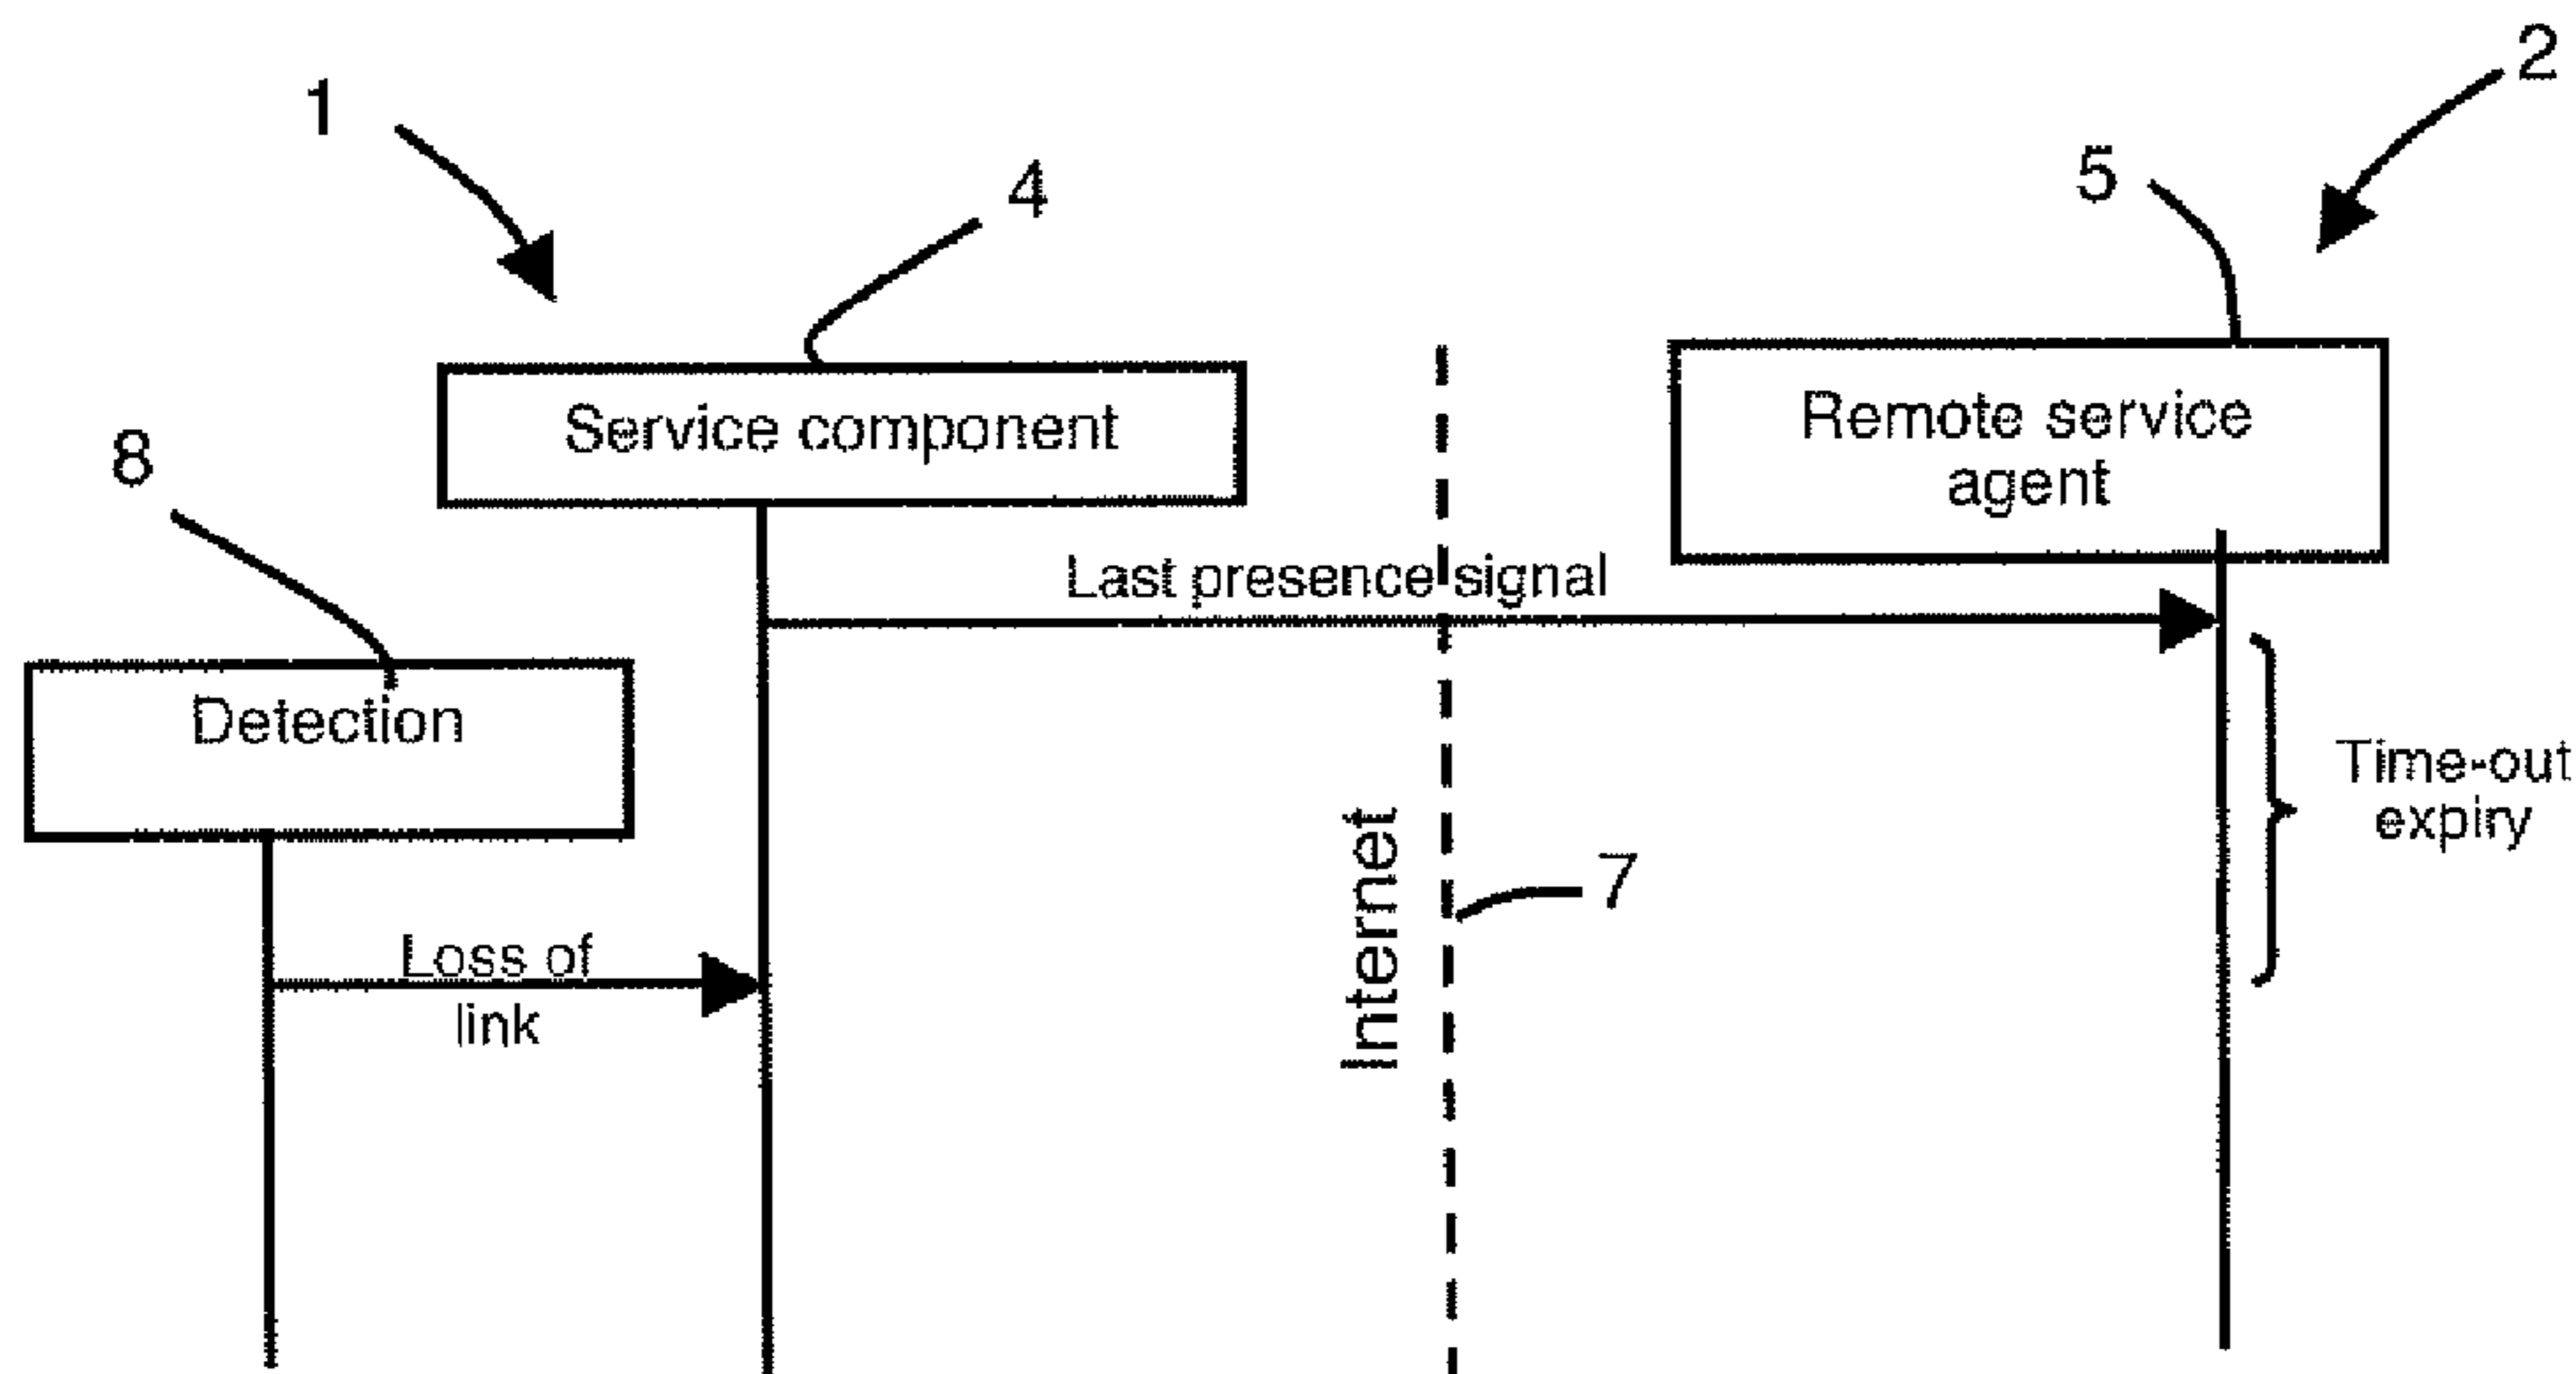 1
2
4
5
Service component
Remote service
agent
8
Last presence signal
Detection
Time-out
expiry
Internet
7
Loss of
link